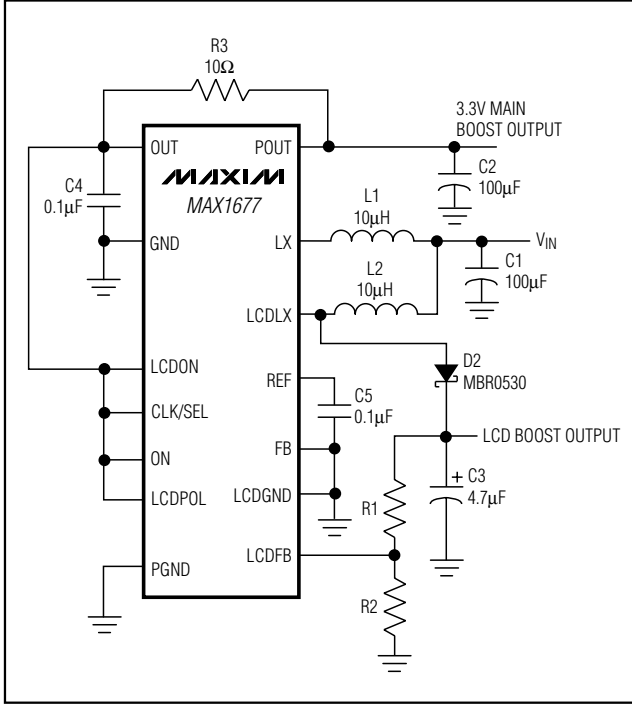 R3
10Ω
3.3V MAIN
BOOST OUTPUT
OUT
POUT
C2
100µF
MAXIM
MAX1677
C4
0.1µF
L1
10µH
GND
LX
VIN
C1
100µF
L2
10µH
LCDLX
LCDON
D2
MBR0530
REF
CLK/SEL
C5
0.1µF
LCD BOOST OUTPUT
ON
FB
+
C3
4.7µF
LCDPOL
LCDGND
R1
LCDFB
PGND
R2